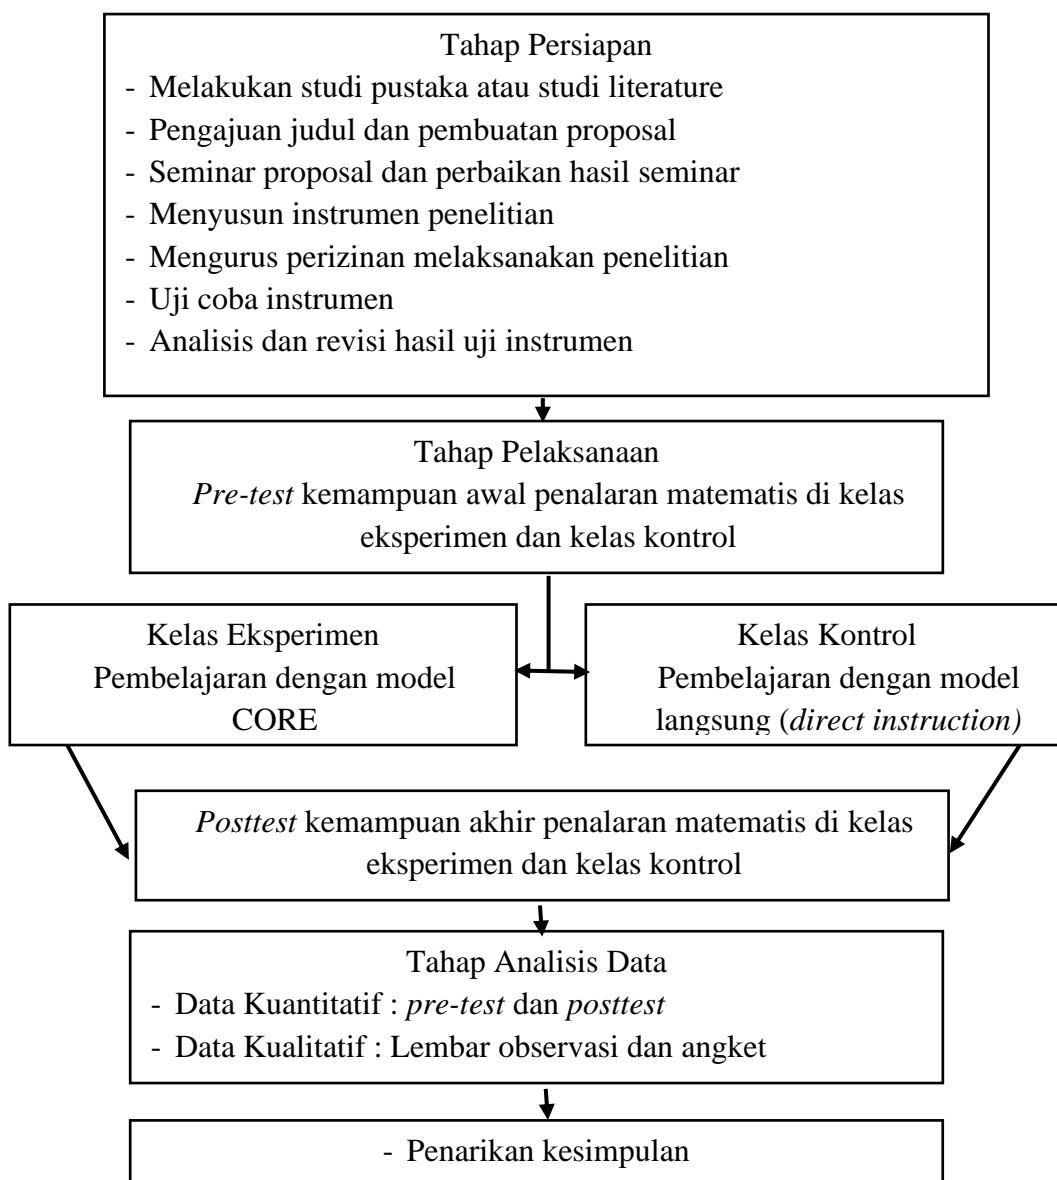 Tahap Persiapan
- Melakukan studi pustaka atau studi literature
- Pengajuan judul dan pembuatan proposal
- Seminar proposal dan perbaikan hasil seminar
- Menyusun instrumen penelitian
- Mengurus perizinan melaksanakan penelitian
- Uji coba instrumen
- Analisis dan revisi hasil uji instrumen
Tahap Pelaksanaan
Pre-test kemampuan awal penalaran matematis di kelas
eksperimen dan kelas kontrol
Kelas Eksperimen
Pembelajaran dengan model
CORE
Kelas Kontrol
Pembelajaran dengan model
langsung (direct instruction)
Posttest kemampuan akhir penalaran matematis di kelas
eksperimen dan kelas kontrol
Tahap Analisis Data
- Data Kuantitatif : pre-test dan posttest
- Data Kualitatif : Lembar observasi dan angket
- Penarikan kesimpulan